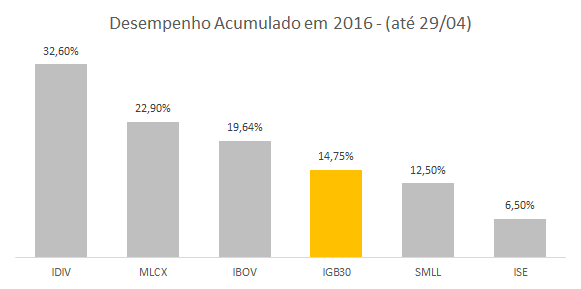 Desempenho Acumulado em 2016 - (até 29/04)
32,60%
22,90%
19,64%
14,75%
12,50%
6,50%
IDIV
MLCX
IBOV
IGB30
SMLL
ISE